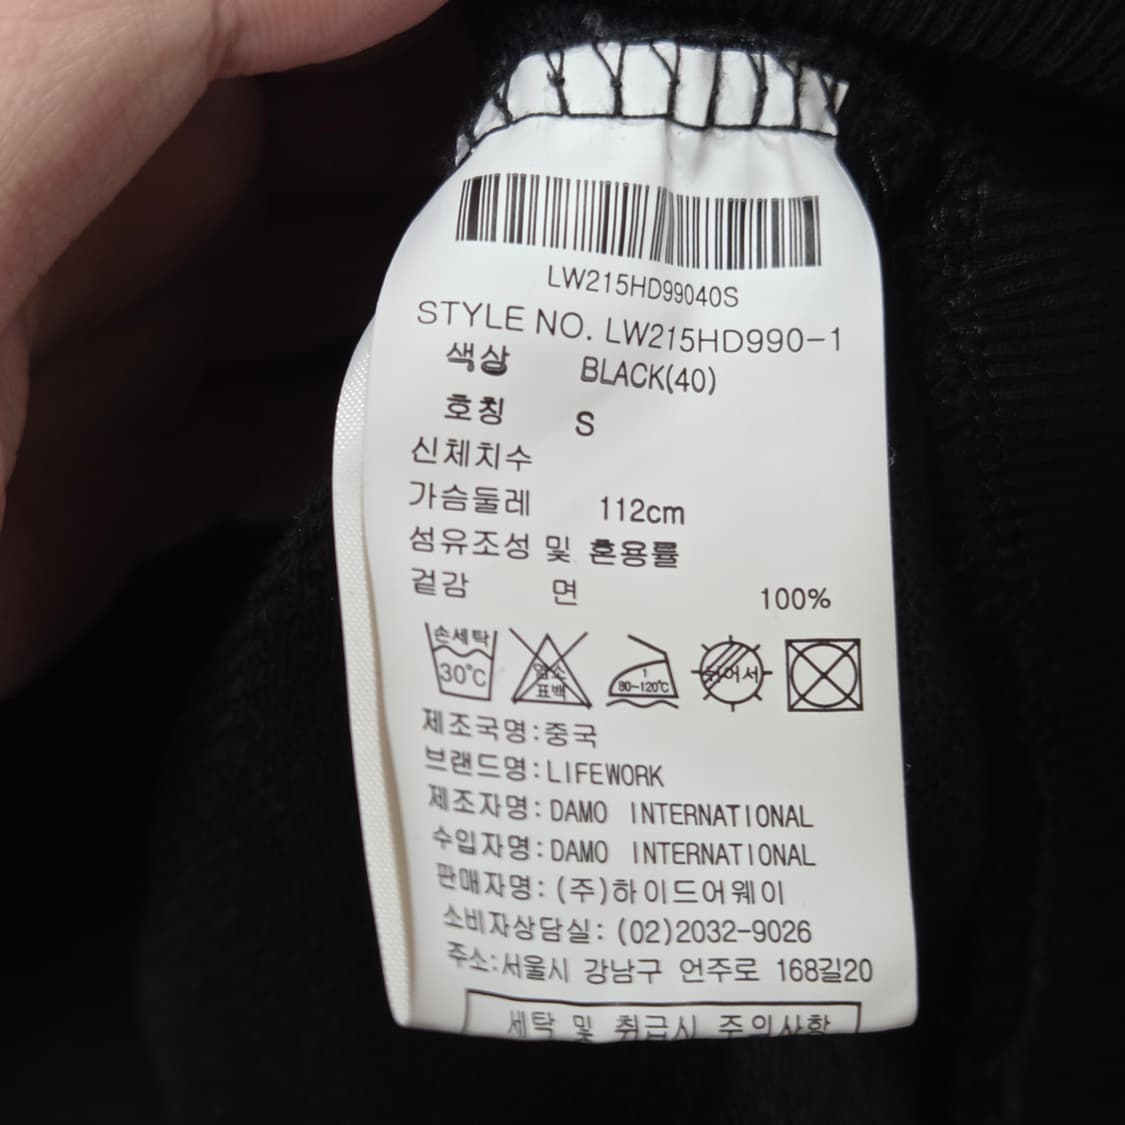 LW215HD99040S
STYLE NO. LW215HD990-1
색상 BLACK(40)
호칭 S
신체치수
가슴둘레 112cm
섬유조성 및 혼용률
겉감 면 100%
손세탁 30℃ 염소 표백 1 80~120℃ 뉘어서
제조국명:중국
브랜드명:LIFEWORK
제조자명:DAMO INTERNATIONAL
수입자명:DAMO INTERNATIONAL
판매자명:(주)하이드어웨이
소비자상담실:(02)2032-9026
주소:서울시 강남구 언주로 168길20
세탁 및 취급시 주의사항